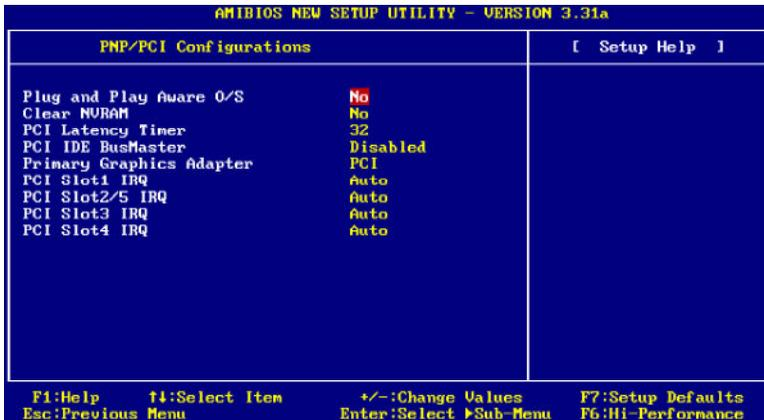 AMIBIOS NEW SETUP UTILITY - VERSION 3.31a
PNP/PCI Configurations
[ Setup Help ]
Plug and Play Aware O/S No
Clear NVRAM No
PCI Latency Timer 32
PCI IDE BusMaster Disabled
Primary Graphics Adapter PCI
PCI Slot1 IRQ Auto
PCI Slot2/5 IRQ Auto
PCI Slot3 IRQ Auto
PCI Slot4 IRQ Auto
F1:Help ↑↓:Select Item +/-:Change Values F7:Setup Defaults
Esc:Previous Menu Enter:Select ►Sub-Menu F6:Hi-Performance